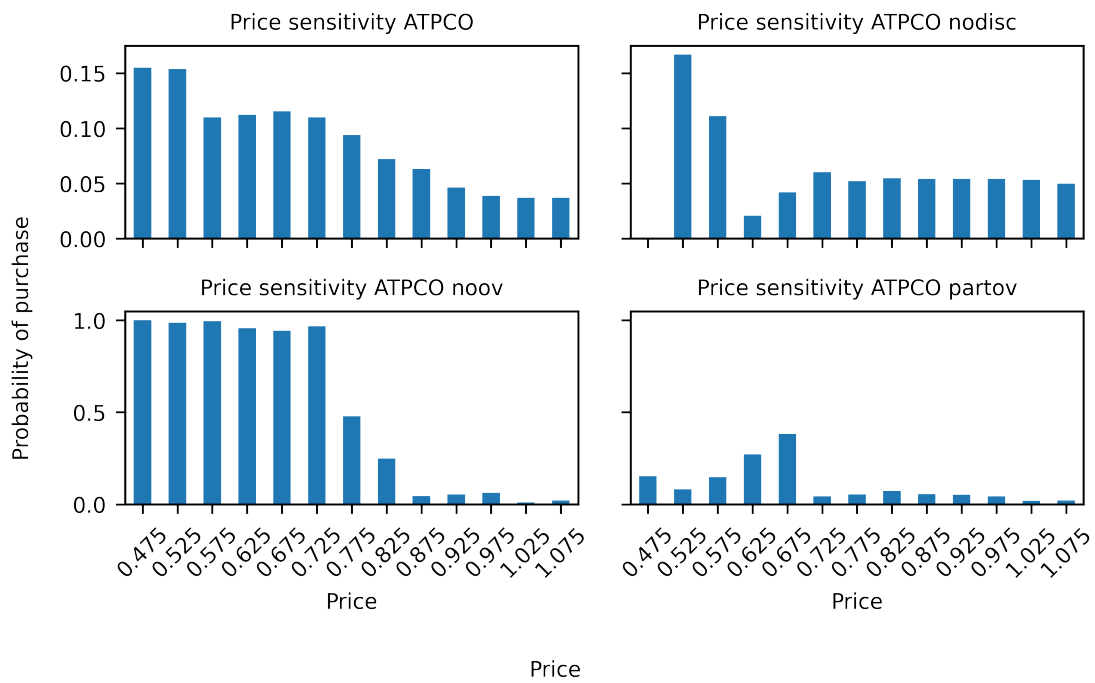 Price sensitivity ATPCO
Price sensitivity ATPCO nodisc
0.15
0.10
0.05
0.00
Probability of purchase
Price sensitivity ATPCO noov
Price sensitivity ATPCO partov
1.0
0.5
0.0
0.475 0.525 0.575 0.625 0.675 0.725 0.775 0.825 0.875 0.925 0.975 1.025 1.075
0.475 0.525 0.575 0.625 0.675 0.725 0.775 0.825 0.875 0.925 0.975 1.025 1.075
Price
Price
Price